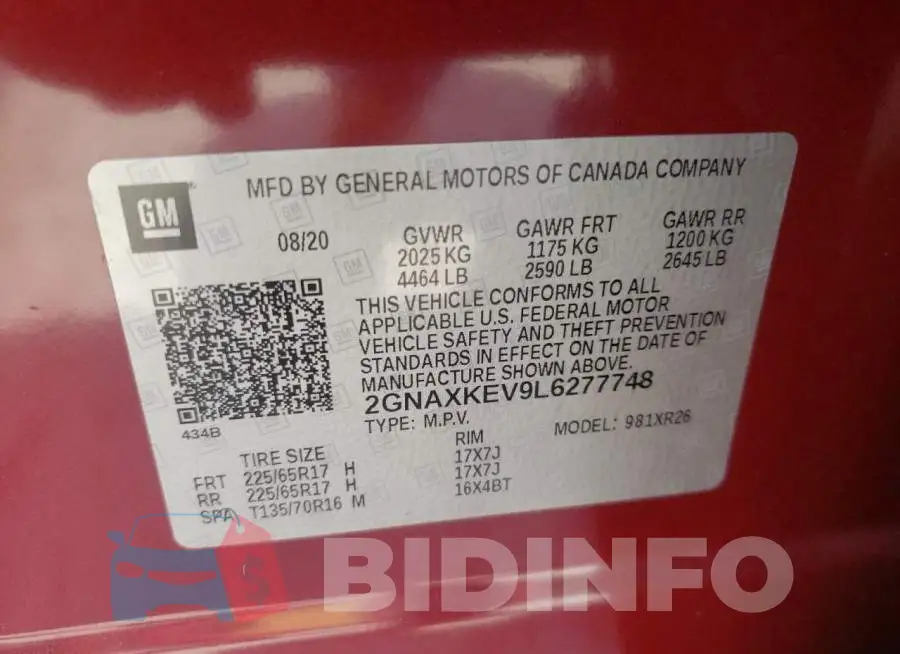 GM
MFD BY GENERAL MOTORS OF CANADA COMPANY
08/20
GVWR
2025 KG
4464 LB
GAWR FRT
1175 KG
2590 LB
GAWR RR
1200 KG
2645 LB
THIS VEHICLE CONFORMS TO ALL
APPLICABLE U.S. FEDERAL MOTOR
VEHICLE SAFETY AND THEFT PREVENTION
STANDARDS IN EFFECT ON THE DATE OF
MANUFACTURE SHOWN ABOVE.
2GNAXKEV9L6277748
TYPE: M.P.V.
MODEL: 981XR26
434B
TIRE SIZE RIM
FRT 225/65R17 H 17X7J
RR 225/65R17 H 17X7J
SPA T135/70R16 M 16X4BT
$ BIDINFO